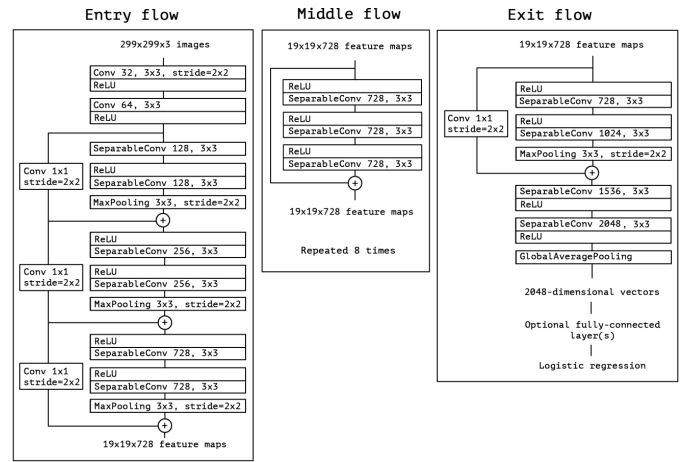 Entry flow
299x299x3 images
Conv 32, 3x3, stride=2x2
ReLU
Conv 64, 3x3
ReLU
SeparableConv 128, 3x3
Conv 1x1
stride=2x2
ReLU
SeparableConv 128, 3x3
MaxPooling 3x3, stride=2x2
+
ReLU
SeparableConv 256, 3x3
Conv 1x1
stride=2x2
ReLU
SeparableConv 256, 3x3
MaxPooling 3x3, stride=2x2
+
ReLU
SeparableConv 728, 3x3
Conv 1x1
stride=2x2
ReLU
SeparableConv 728, 3x3
MaxPooling 3x3, stride=2x2
+
19x19x728 feature maps
Middle flow
19x19x728 feature maps
ReLU
SeparableConv 728, 3x3
ReLU
SeparableConv 728, 3x3
ReLU
SeparableConv 728, 3x3
+
19x19x728 feature maps
Repeated 8 times
Exit flow
19x19x728 feature maps
ReLU
SeparableConv 728, 3x3
Conv 1x1
stride=2x2
ReLU
SeparableConv 1024, 3x3
MaxPooling 3x3, stride=2x2
+
SeparableConv 1536, 3x3
ReLU
SeparableConv 2048, 3x3
ReLU
GlobalAveragePooling
2048-dimensional vectors
Optional fully-connected
layer(s)
Logistic regression